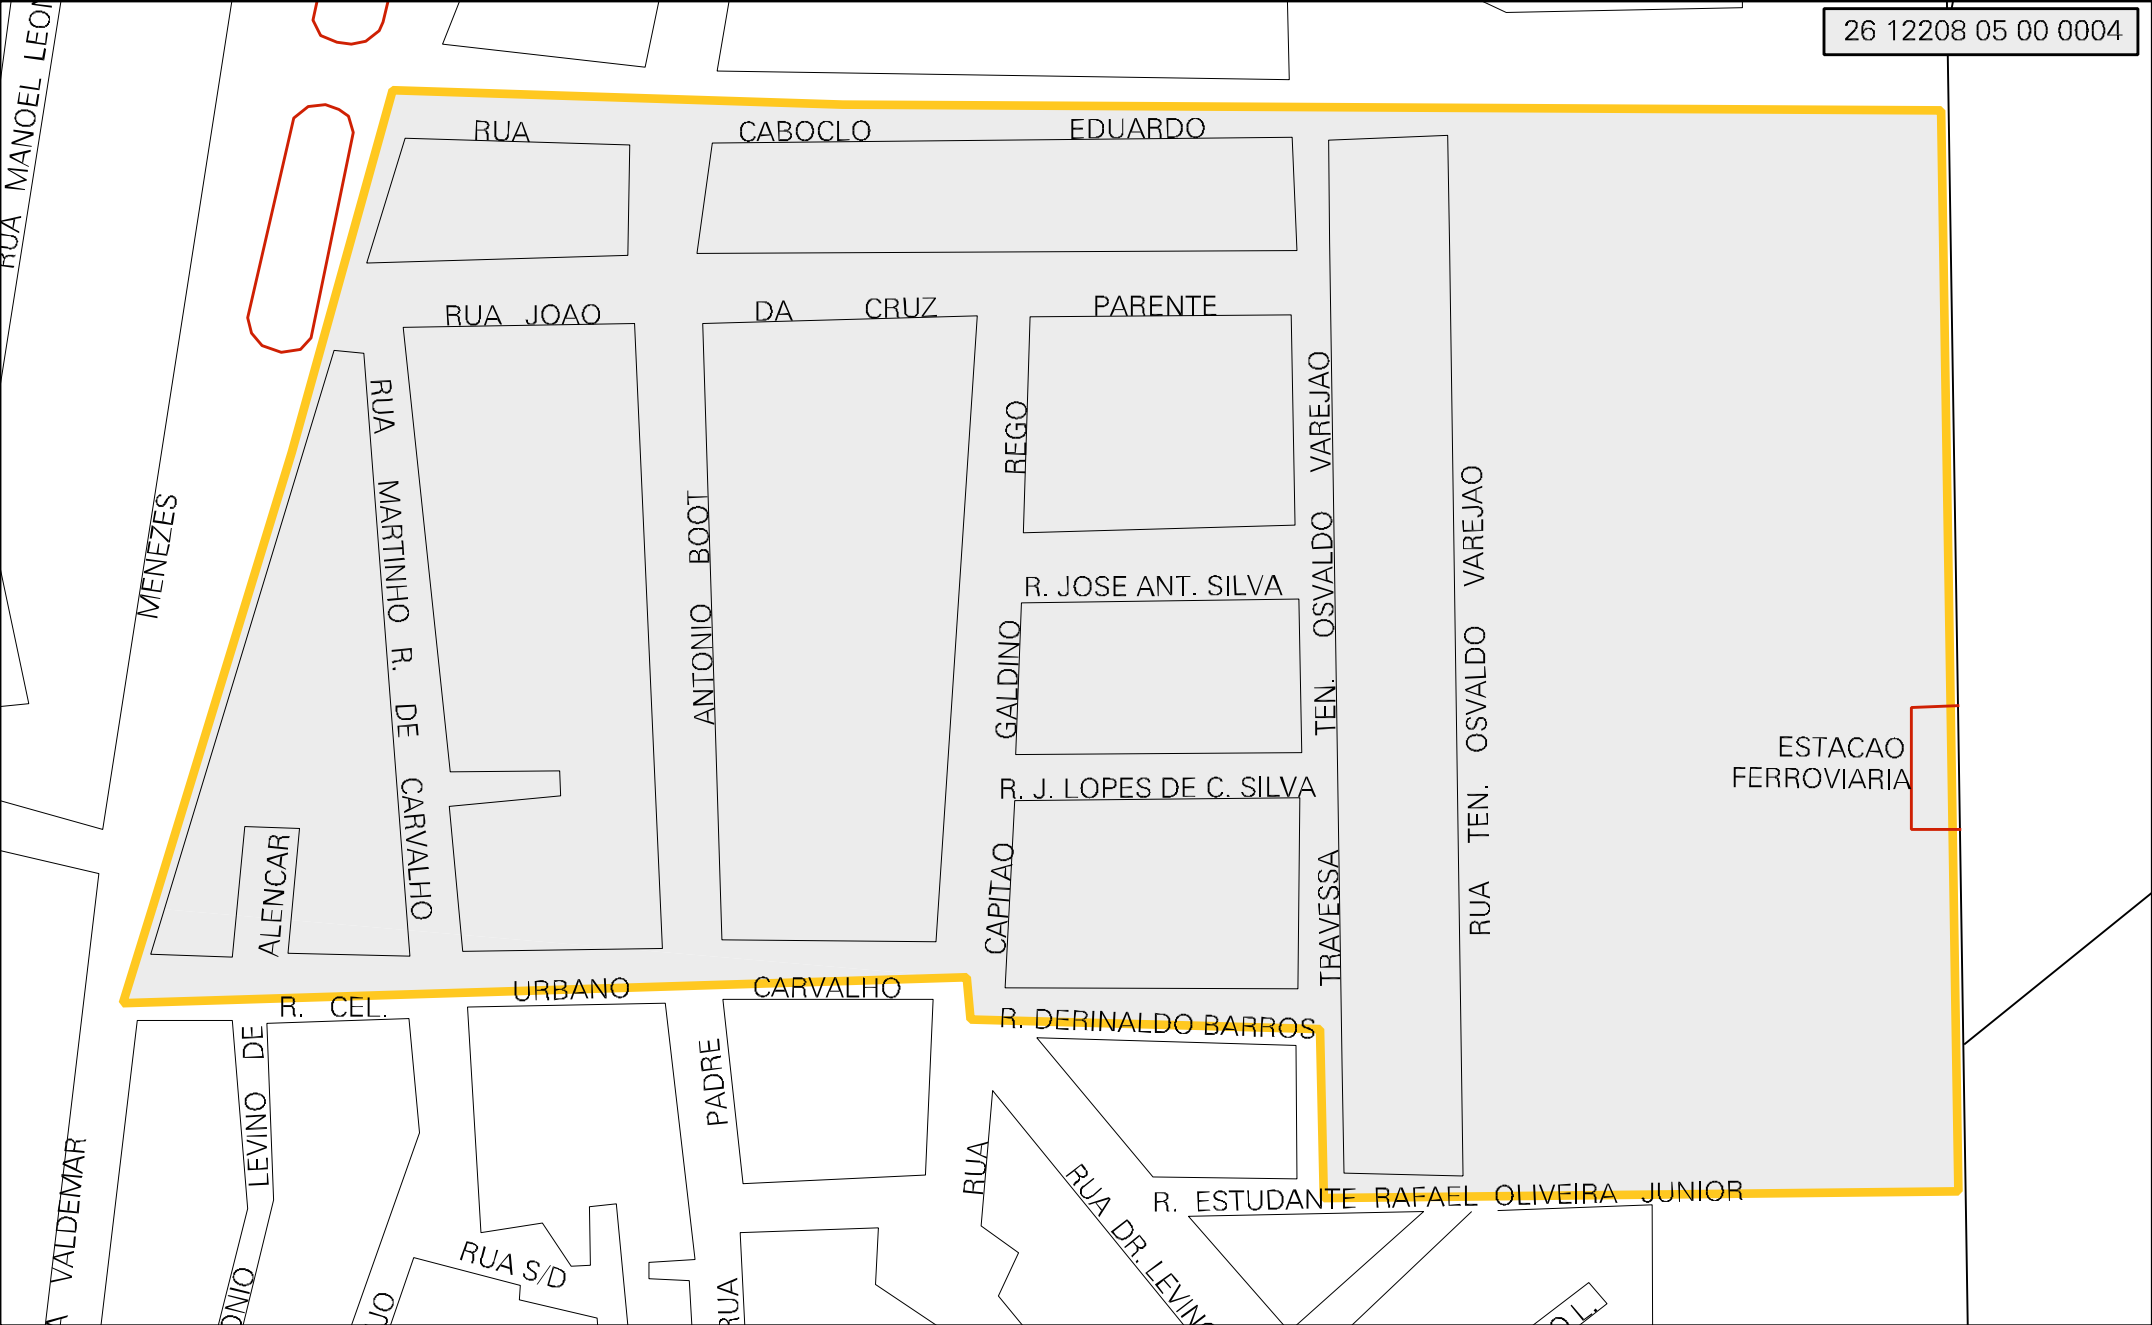 26 12208 05 00 0004
RUA MANOEL
RUA CABOCLO EDUARDO
RUA JOAO DA CRUZ PARENTE
MENEZES
RUA MARTINHO R. DE CARVALHO
ANTONIO BOOT
REGO
GALDINO
CAPITAO
R. JOSE ANT. SILVA
R. J. LOPES DE C. SILVA
TRAVESSA TEN. OSVALDO VAREJAO
RUA TEN. OSVALDO VAREJAO
ESTACAO
FERROVIARIA
ALENCAR
R. CEL. URBANO CARVALHO
R. DERINALDO BARROS
LEVINO DE
PADRE
RUA
VALDEMAR
R. ESTUDANTE RAFAEL OLIVEIRA JUNIOR
RUA DR. LEVINO
RUA S/D
RUA